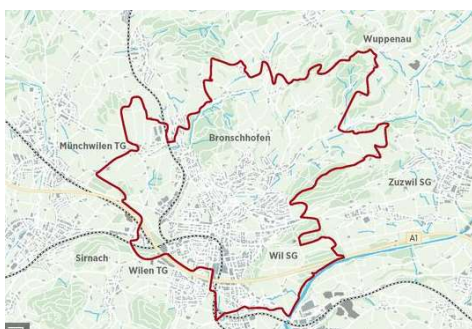 Wuppenau
Bronschhofen
Münchwilen TG
Zuzwil SG
A1
Sirnach
Wil SG
Wilen TG